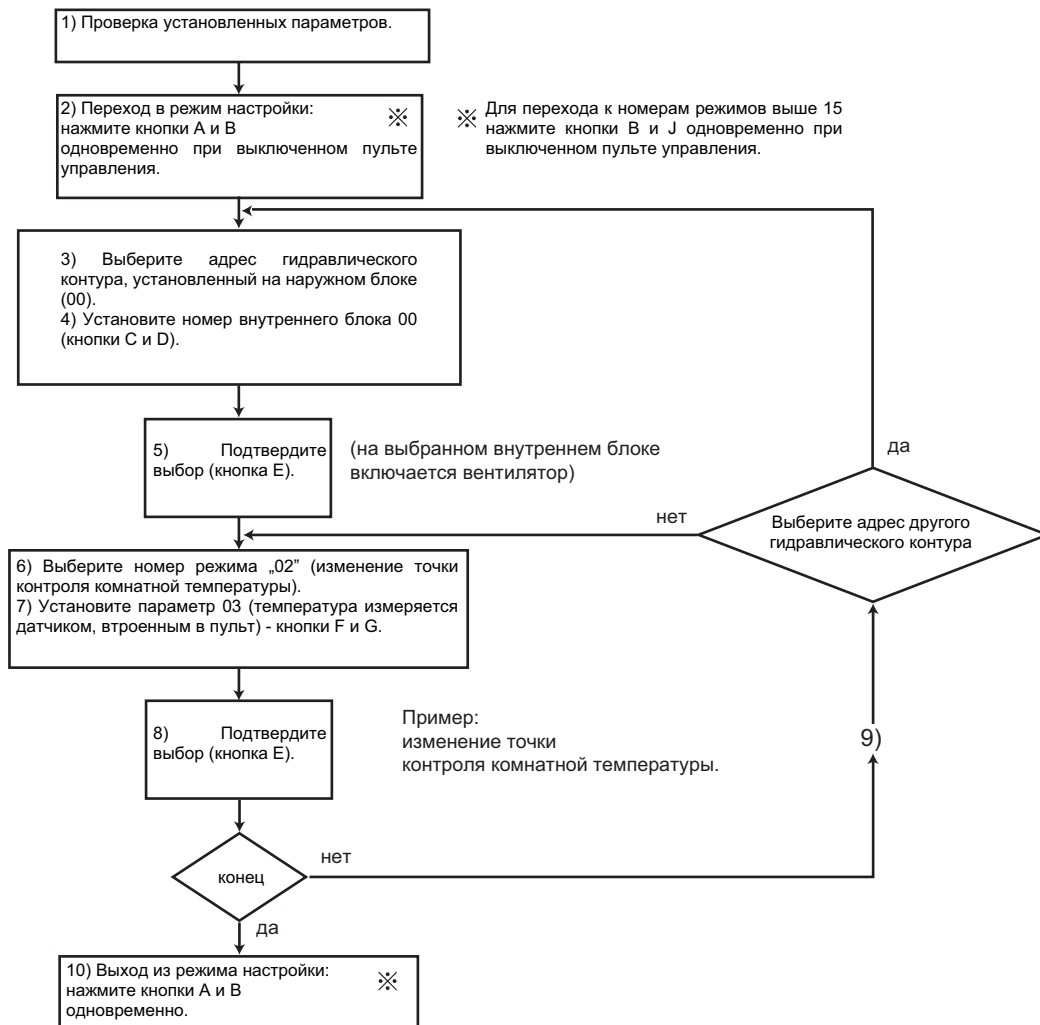 1) Проверка установленных параметров.
2) Переход в режим настройки: ※
нажмите кнопки А и В
одновременно при выключенном пульте
управления.
※ Для перехода к номерам режимов выше 15
нажмите кнопки В и J одновременно при
выключенном пульте управления.
3) Выберите адрес гидравлического
контура, установленный на наружном блоке
(00).
4) Установите номер внутреннего блока 00
(кнопки C и D).
5) Подтвердите
выбор (кнопка Е).
(на выбранном внутреннем блоке
включается вентилятор)
да
нет
Выберите адрес другого
гидравлического контура
6) Выберите номер режима „02” (изменение точки
контроля комнатной температуры).
7) Установите параметр 03 (температура измеряется
датчиком, втроенным в пульт) - кнопки F и G.
8) Подтвердите
выбор (кнопка Е).
Пример:
изменение точки
контроля комнатной температуры.
9)
конец
нет
да
10) Выход из режима настройки:
нажмите кнопки А и В ※
одновременно.